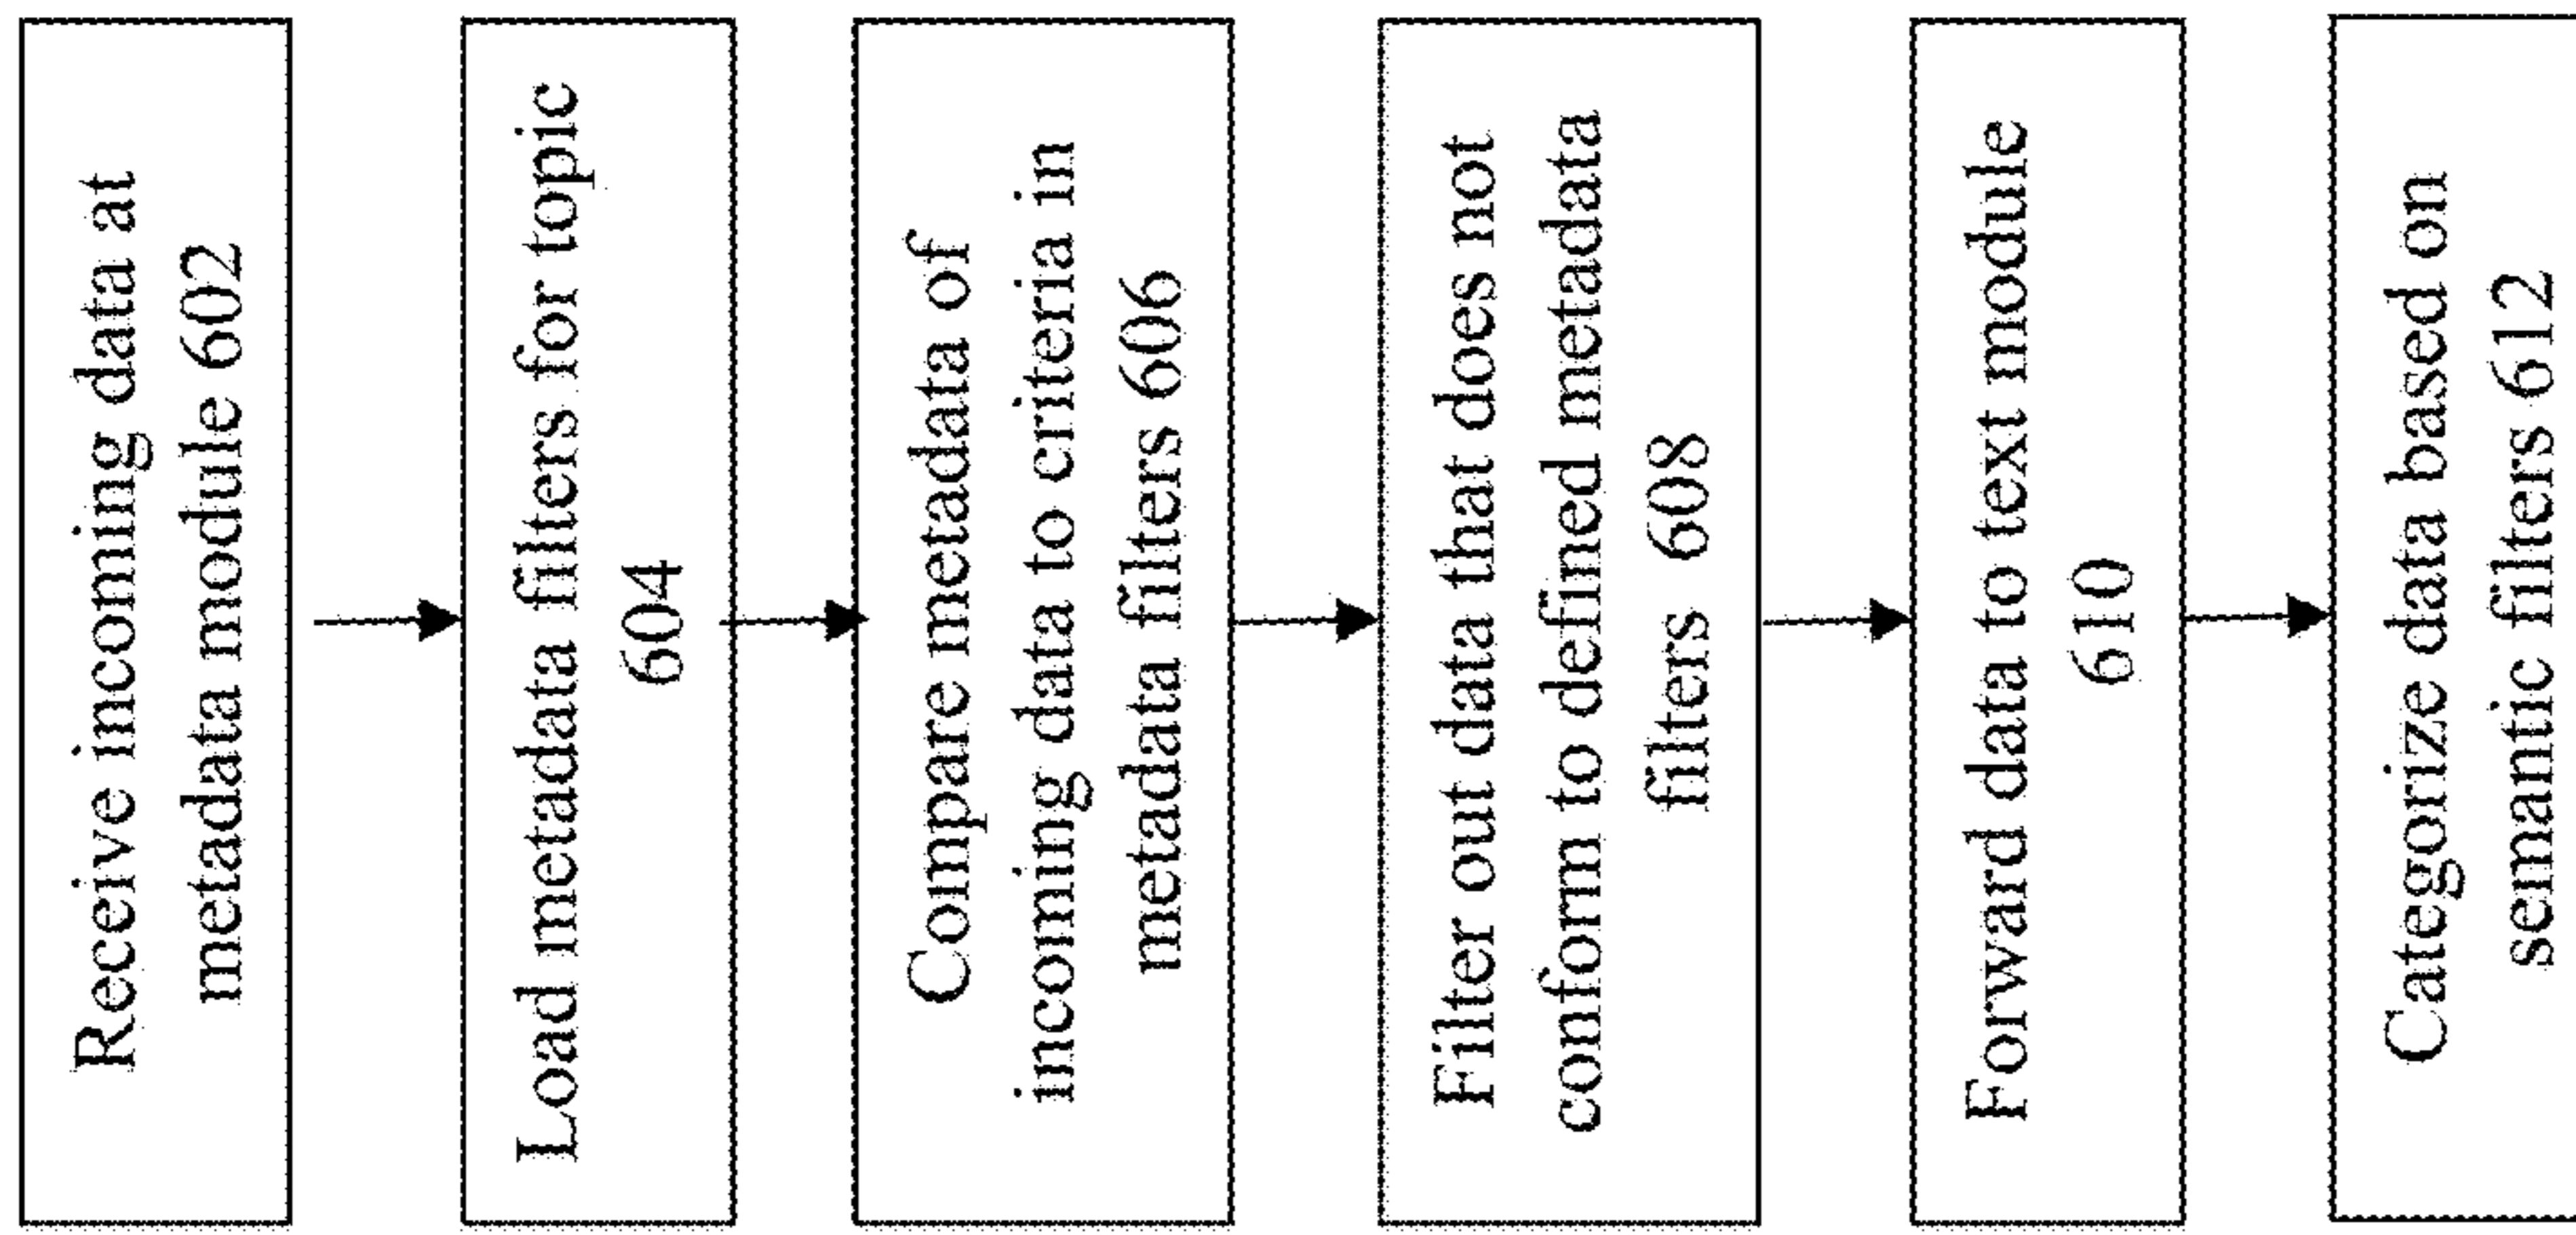 Receive incoming data at
metadata module 602
Load metadata filters for topic
604
Compare metadata of
incoming data to criteria in
metadata filters 606
Filter out data that does not
conform to defined metadata
filters 608
Forward data to text module
610
Categorize data based on
semantic filters 612